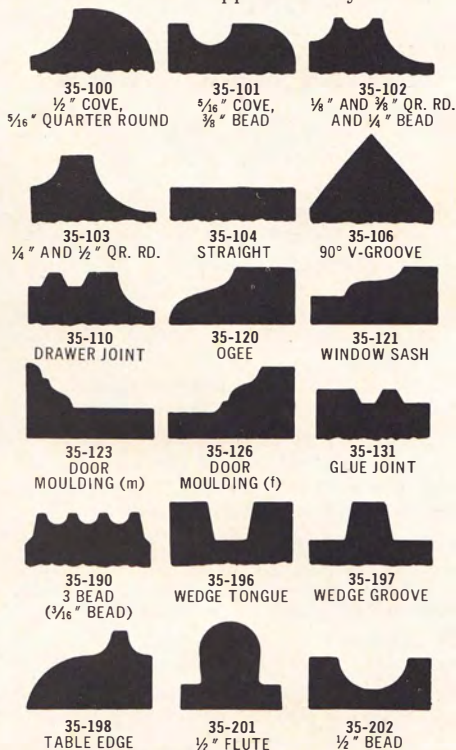 35-100
½" COVE,
5/16" QUARTER ROUND
35-101
5/16" COVE,
⅜" BEAD
35-102
⅛" AND ⅜" QR. RD.
AND ¼" BEAD
35-103
¼" AND ½" QR. RD.
35-104
STRAIGHT
35-106
90° V-GROOVE
35-110
DRAWER JOINT
35-120
OGEE
35-121
WINDOW SASH
35-123
DOOR
MOULDING (m)
35-126
DOOR
MOULDING (f)
35-131
GLUE JOINT
35-190
3 BEAD
(3/16" BEAD)
35-196
WEDGE TONGUE
35-197
WEDGE GROOVE
35-198
TABLE EDGE
35-201
½" FLUTE
35-202
½" BEAD